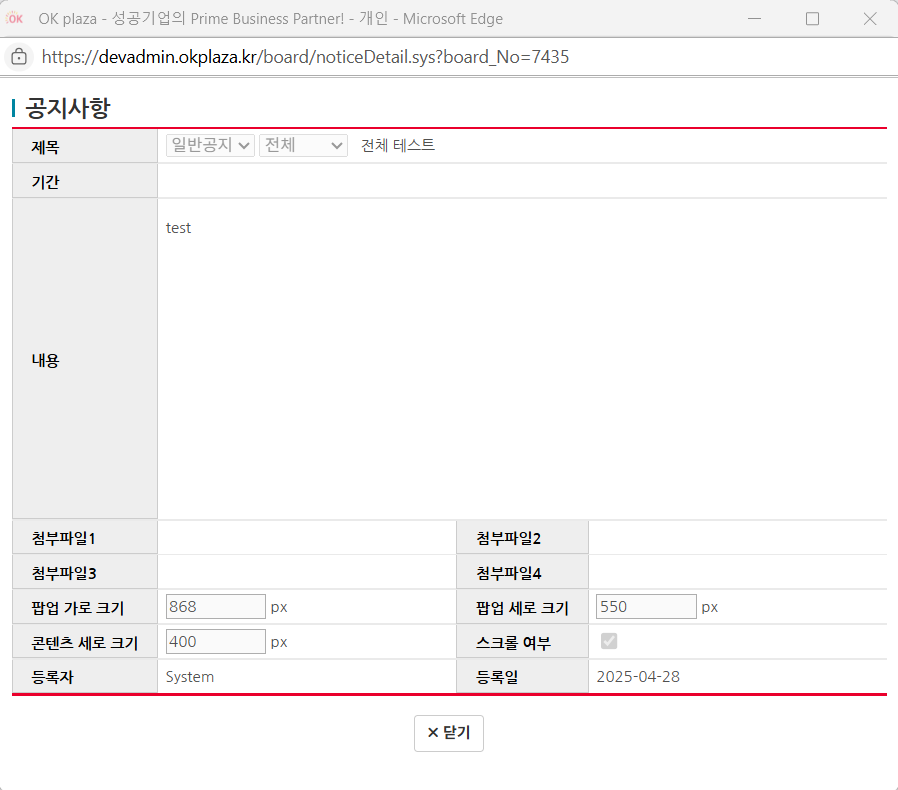 OK plaza - 성공기업의 Prime Business Partner! - 개인 - Microsoft Edge
https://devadmin.okplaza.kr/board/noticeDetail.sys?board_No=7435
공지사항
제목 일반공지 전체 전체 테스트
기간
내용 test
첨부파일1 첨부파일2
첨부파일3 첨부파일4
팝업 가로 크기 868 px 팝업 세로 크기 550 px
콘텐츠 세로 크기 400 px 스크롤 여부
등록자 System 등록일 2025-04-28
✕ 닫기